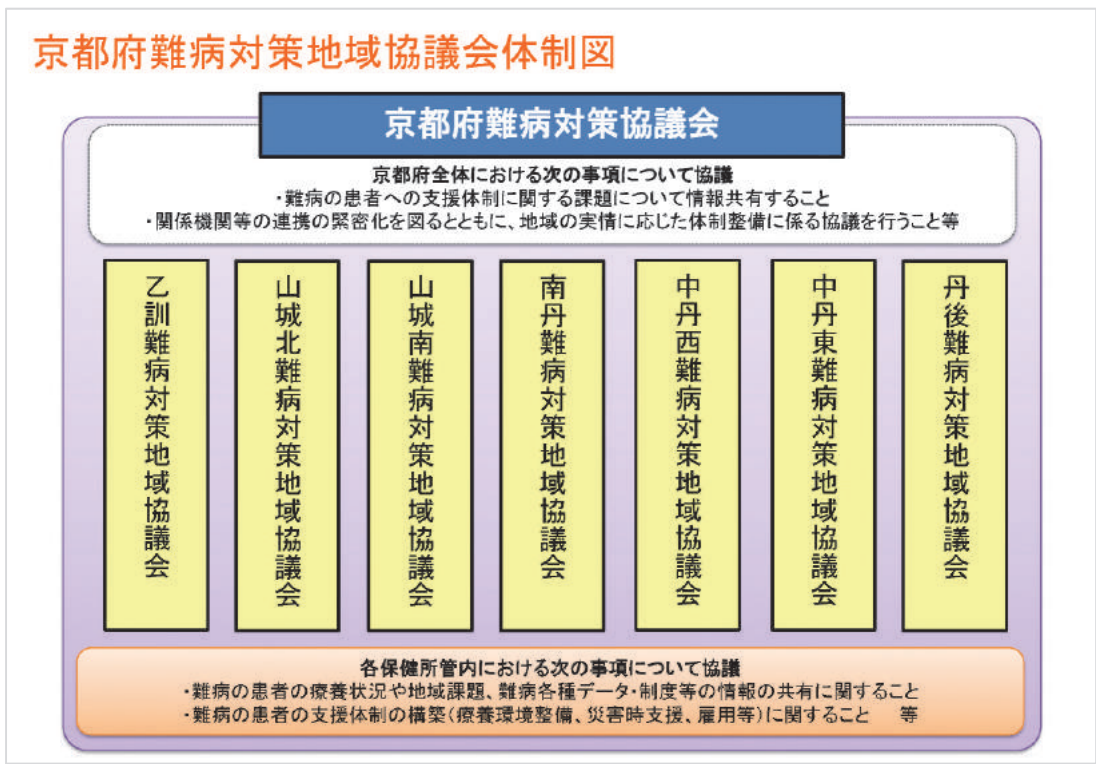 京都府難病対策地域協議会体制図
京都府難病対策協議会
京都府全体における次の事項について協議
・難病の患者への支援体制に関する課題について情報共有すること
・関係機関等の連携の緊密化を図るとともに、地域の実情に応じた体制整備に係る協議を行うこと等
乙訓難病対策地域協議会
山城北難病対策地域協議会
山城南難病対策地域協議会
南丹難病対策地域協議会
中丹西難病対策地域協議会
中丹東難病対策地域協議会
丹後難病対策地域協議会
各保健所管内における次の事項について協議
・難病の患者の療養状況や地域課題、難病各種データ・制度等の情報の共有に関すること
・難病の患者の支援体制の構築(療養環境整備、災害時支援、雇用等)に関すること　等